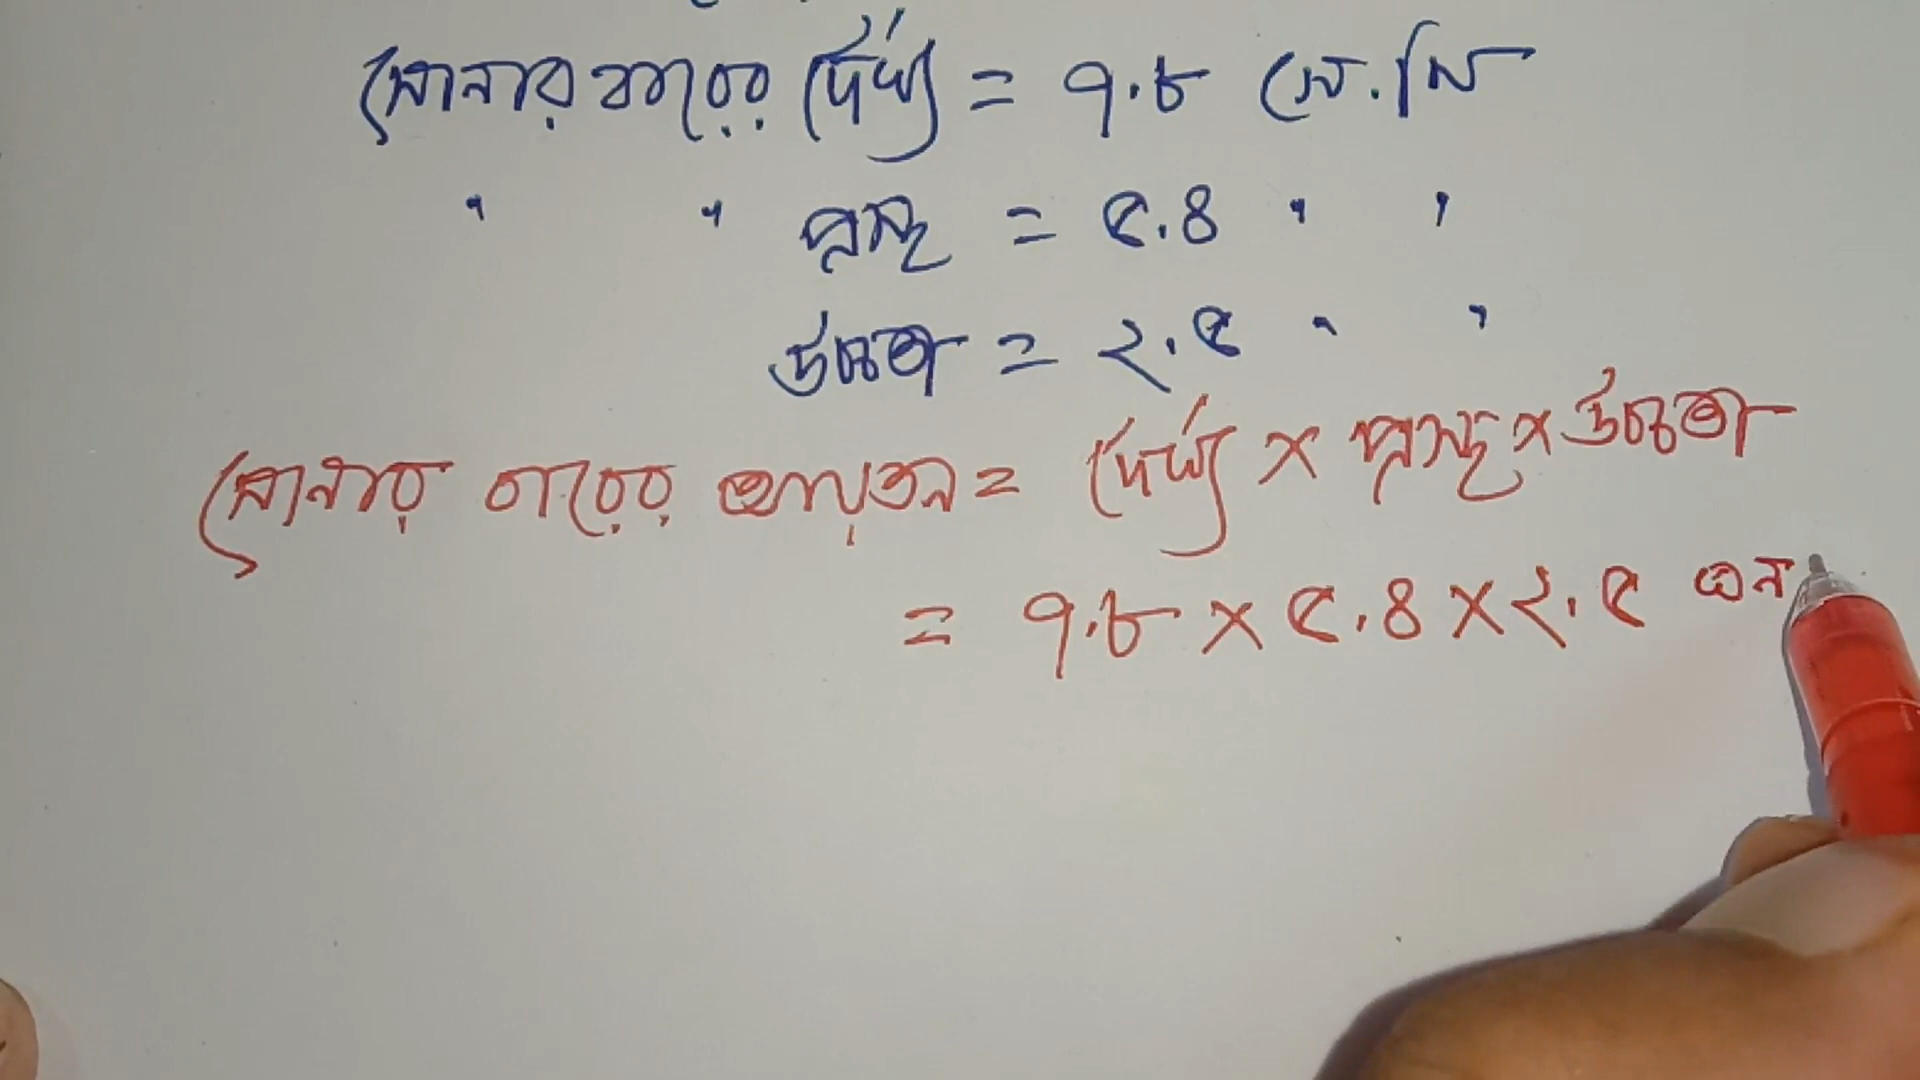 সোনার বারের দৈর্ঘ্য = ৭.৮ সে.মি
" " প্রস্থ = ৫.৪ " "
উচ্চতা = ২.৫ " "
সোনার বারের আয়তন = দৈর্ঘ্য × প্রস্থ × উচ্চতা
= ৭.৮ × ৫.৪ × ২.৫ ঘন